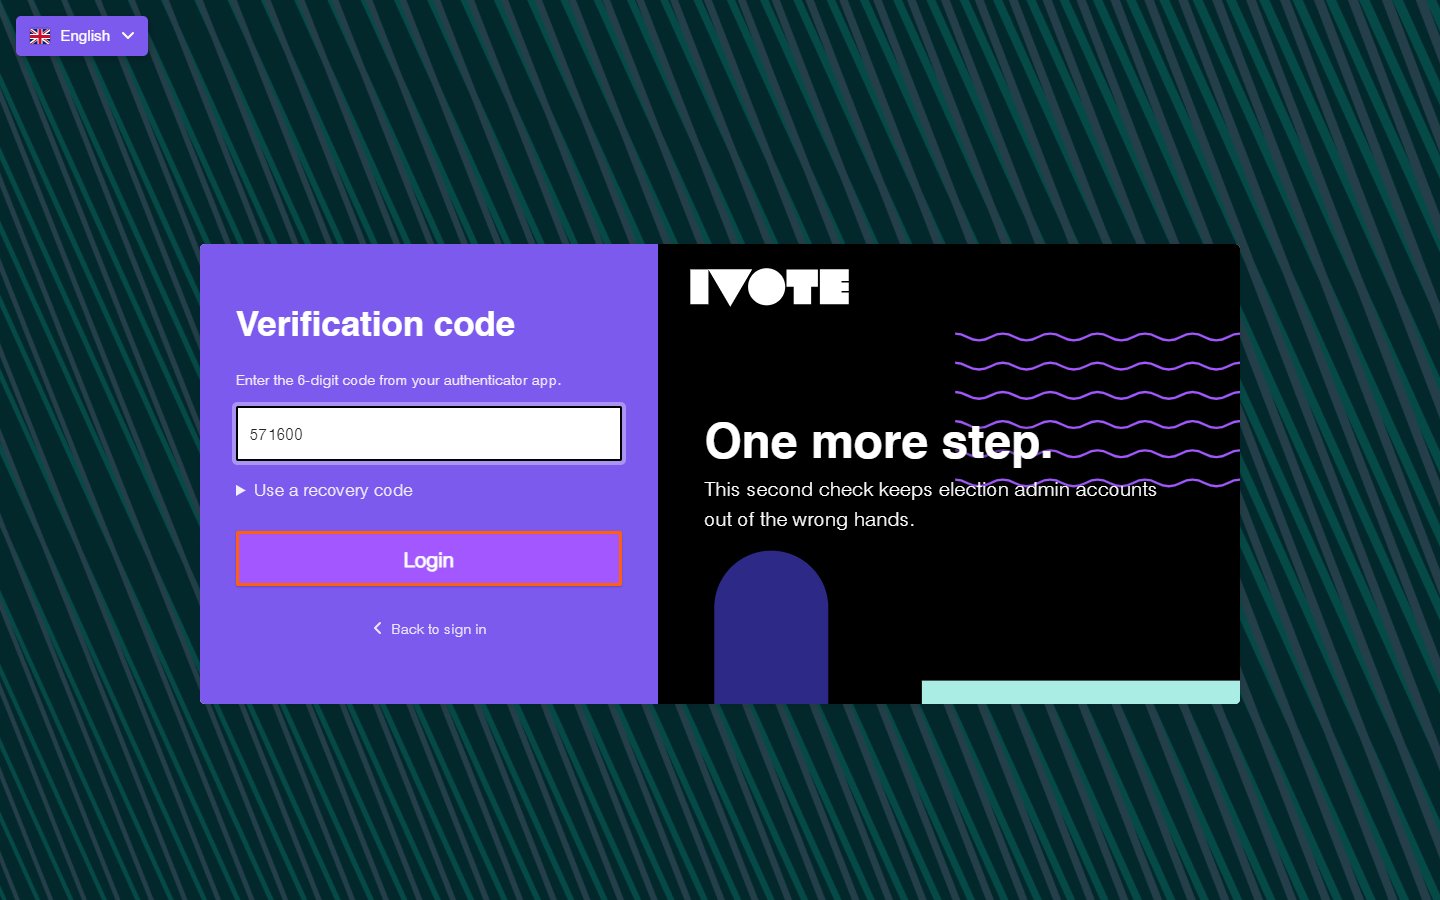 English
Verification code
Enter the 6-digit code from your authenticator app.
571600
Use a recovery code
Login
Back to sign in
IVOTE
One more step.
This second check keeps election admin accounts
out of the wrong hands.